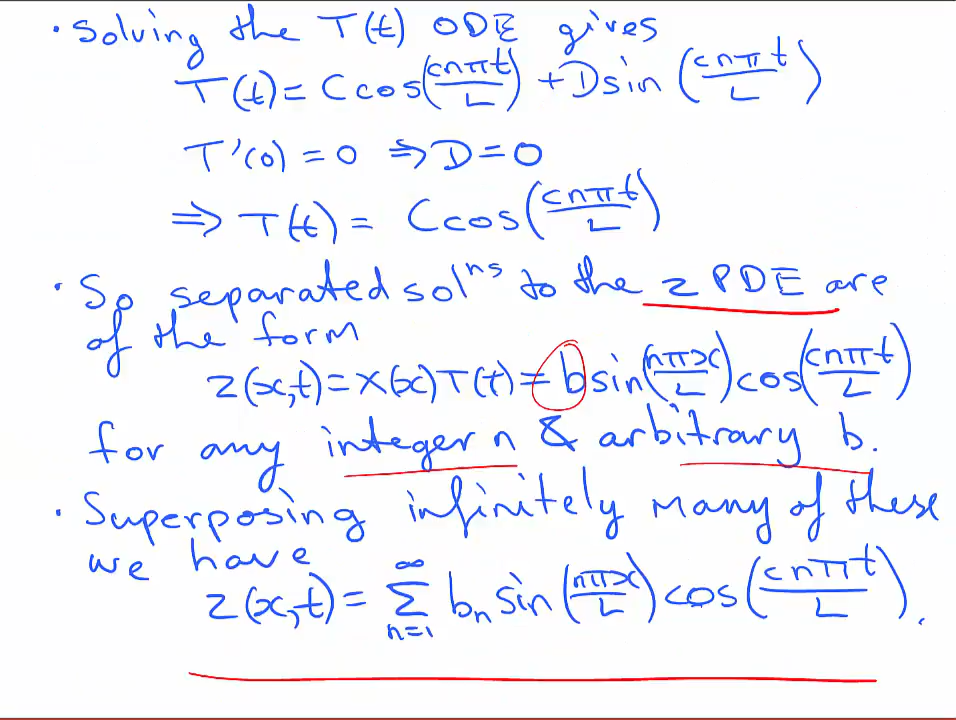 · Solving the T(t) ODE gives
T(t) = C cos(cnπt/L) + D sin(cnπt/L)
T'(0) = 0 ⇒ D = 0
⇒ T(t) = C cos(cnπt/L)
· So separated solⁿˢ to the z PDE are
of the form
z(x,t) = X(x)T(t) = b sin(nπx/L) cos(cnπt/L)
for any integer n & arbitrary b.
· Superposing infinitely many of these
we have
z(x,t) = ∑_{n=1}^{∞} bₙ sin(nπx/L) cos(cnπt/L).